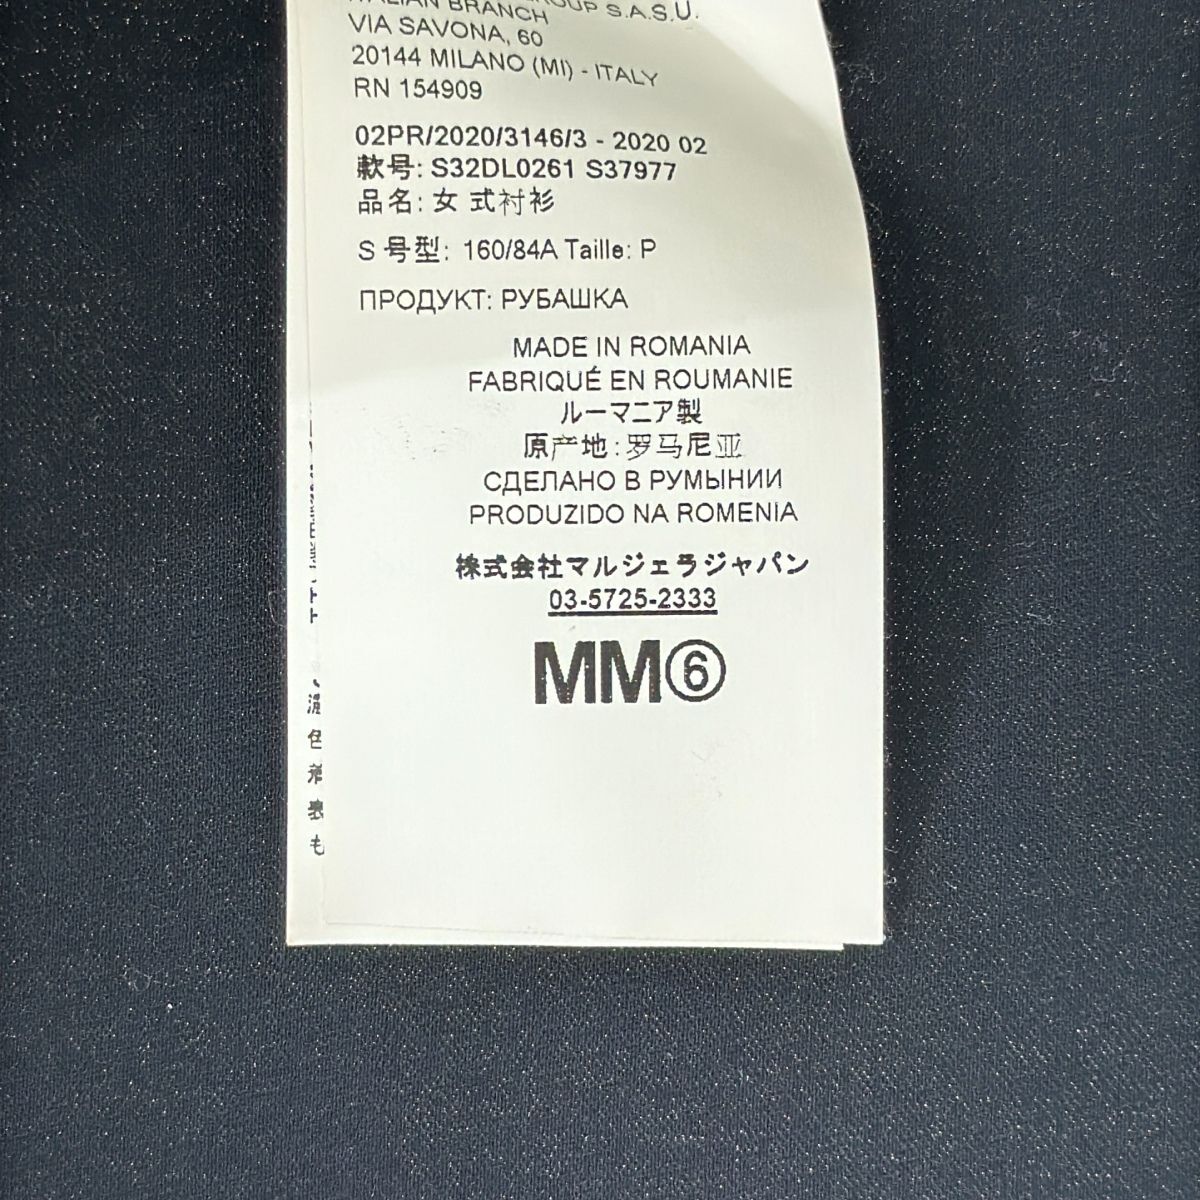 ITALIAN BRANCH GROUP S.A.S.U.
VIA SAVONA, 60
20144 MILANO (MI) - ITALY
RN 154909
02PR/2020/3146/3 - 2020 02
款号: S32DL0261 S37977
品名: 女 式衬衫
S 号型: 160/84A Taille: P
ПРОДУКТ: РУБАШКА
MADE IN ROMANIA
FABRIQUÉ EN ROUMANIE
ルーマニア製
原产地: 罗马尼亚
СДЕЛАНО В РУМЫНИИ
PRODUZIDO NA ROMENIA
株式会社マルジェラジャパン
03-5725-2333
MM⑥